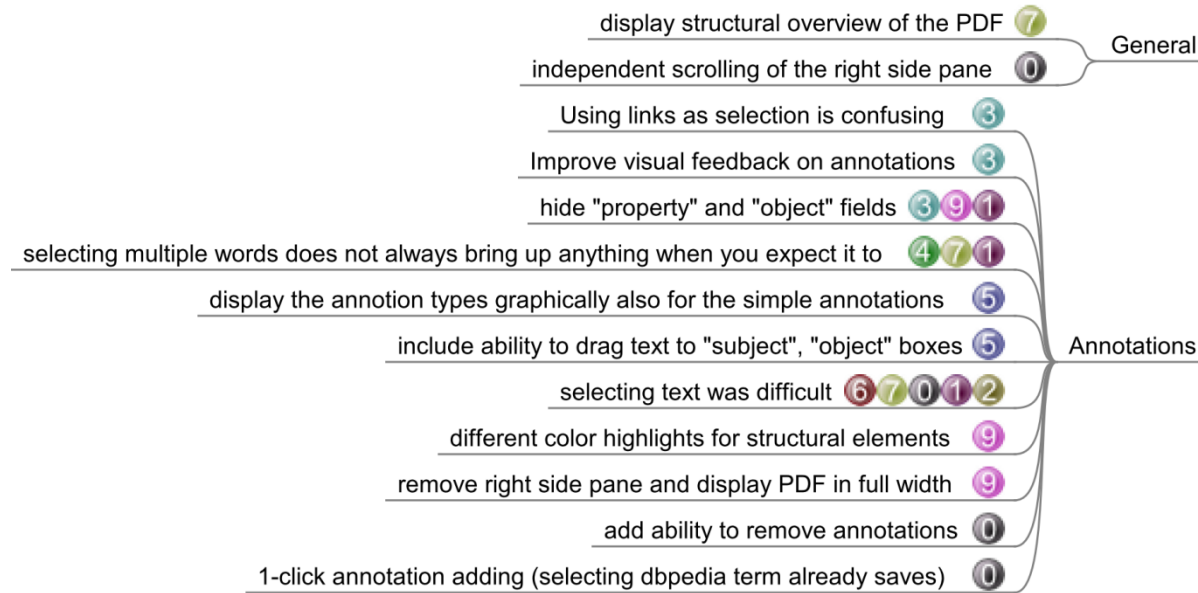 display structural overview of the PDF 7
General
independent scrolling of the right side pane 0
Using links as selection is confusing 3
Improve visual feedback on annotations 3
hide "property" and "object" fields 3 9 1
selecting multiple words does not always bring up anything when you expect it to 4 7 1
display the annotion types graphically also for the simple annotations 5
include ability to drag text to "subject", "object" boxes 5
Annotations
selecting text was difficult 6 7 0 1 2
different color highlights for structural elements 9
remove right side pane and display PDF in full width 9
add ability to remove annotations 0
1-click annotation adding (selecting dbpedia term already saves) 0